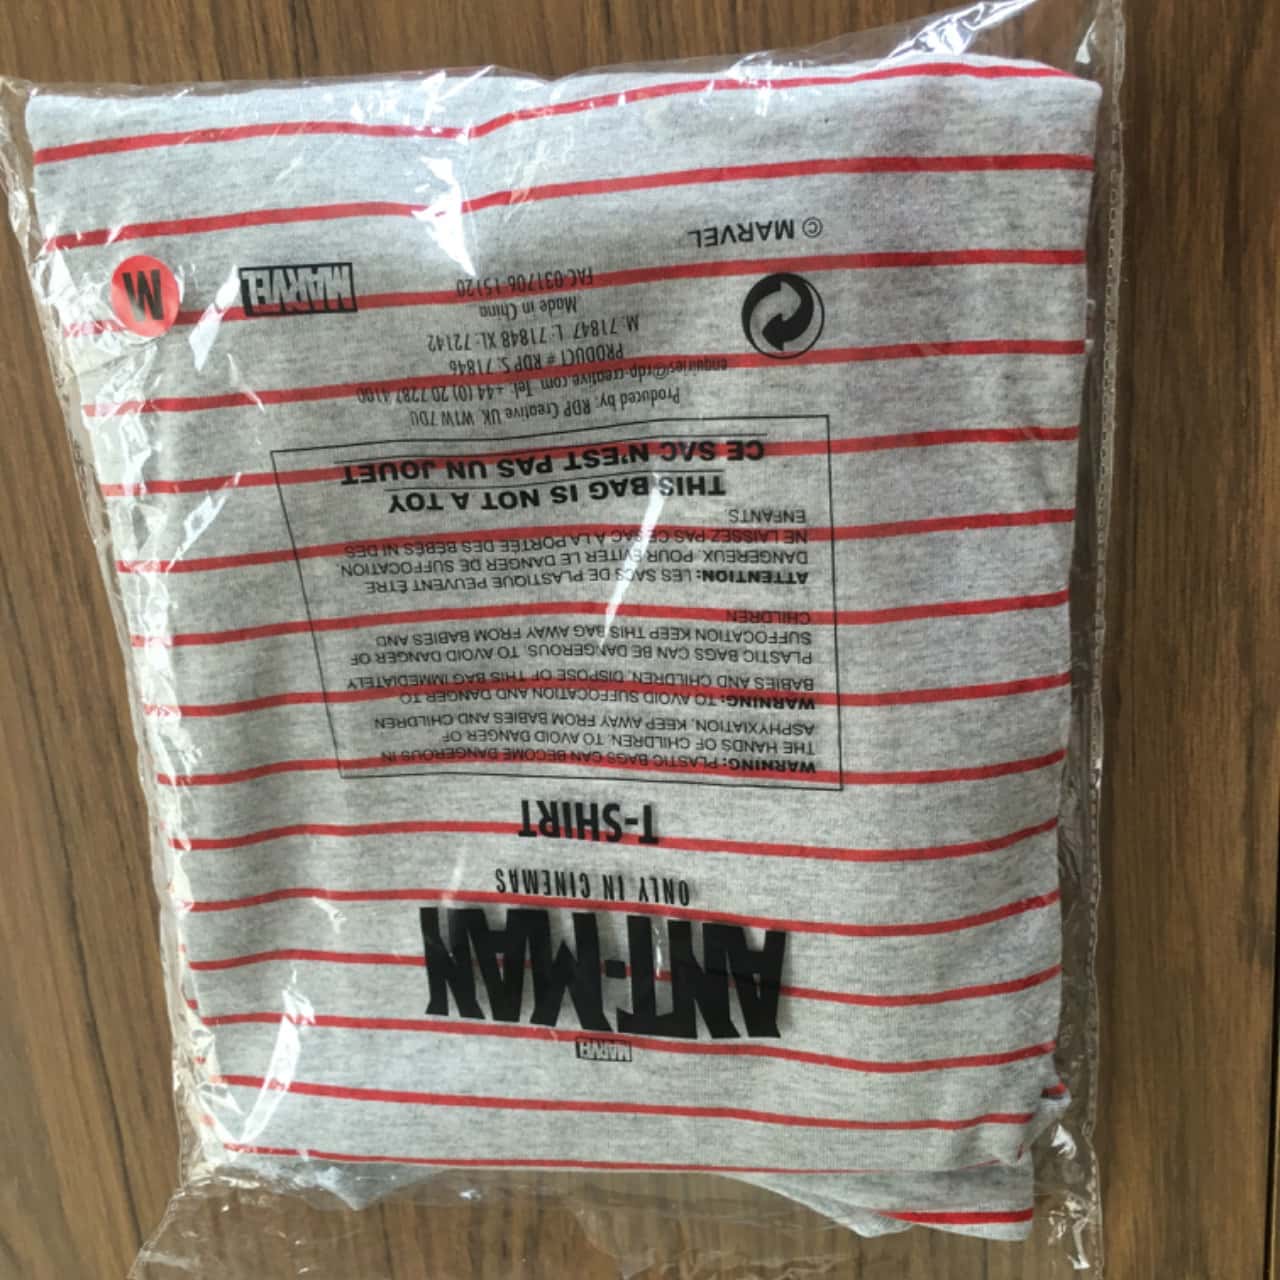 MARVEL
ANT-MAN
ONLY IN CINEMAS
T-SHIRT
WARNING: PLASTIC BAGS CAN BECOME DANGEROUS IN
THE HANDS OF CHILDREN. TO AVOID DANGER OF
ASPHYXIATION, KEEP AWAY FROM BABIES AND CHILDREN
WARNING: TO AVOID SUFFOCATION AND DANGER TO
BABIES AND CHILDREN, DISPOSE OF THIS BAG IMMEDIATELY
PLASTIC BAGS CAN BE DANGEROUS, TO AVOID DANGER OF
SUFFOCATION KEEP THIS BAG AWAY FROM BABIES AND
CHILDREN
ATTENTION: LES SACS DE PLASTIQUE PEUVENT ÊTRE
DANGEREUX. POUR ÉVITER LE DANGER DE SUFFOCATION,
NE LAISSEZ PAS CE SAC À LA PORTÉE DES BÉBÉS NI DES
ENFANTS
THIS BAG IS NOT A TOY
CE SAC N'EST PAS UN JOUET
Produced by: RDP Creative UK W1W 7DU
enquiries@rdp-creative.com Tel: +44 (0) 20 7287 4100
PRODUCT # RDP S: 71846
M: 71847 L: 71848 XL: 72142
Made in China
FAC-031706-15120
MARVEL
M
© MARVEL